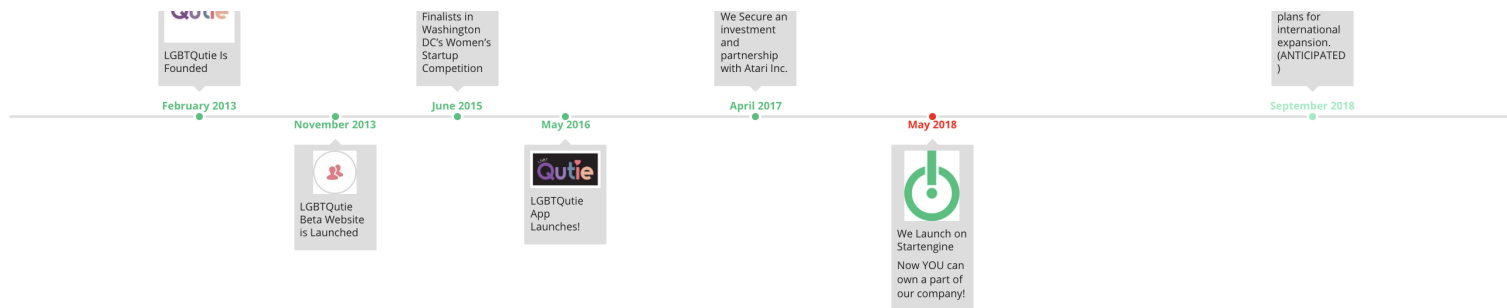 Qutie
LGBTQutie Is
Founded
February 2013
November 2013
LGBTQutie
Beta Website
is Launched
Finalists in
Washington
DC's Women's
Startup
Competition
June 2015
May 2016
LGBT
Qutie
LGBTQutie
App
Launches!
We Secure an
investment
and
partnership
with Atari Inc.
April 2017
May 2018
We Launch on
Startengine
Now YOU can
own a part of
our company!
plans for
international
expansion.
(ANTICIPATED
)
September 2018